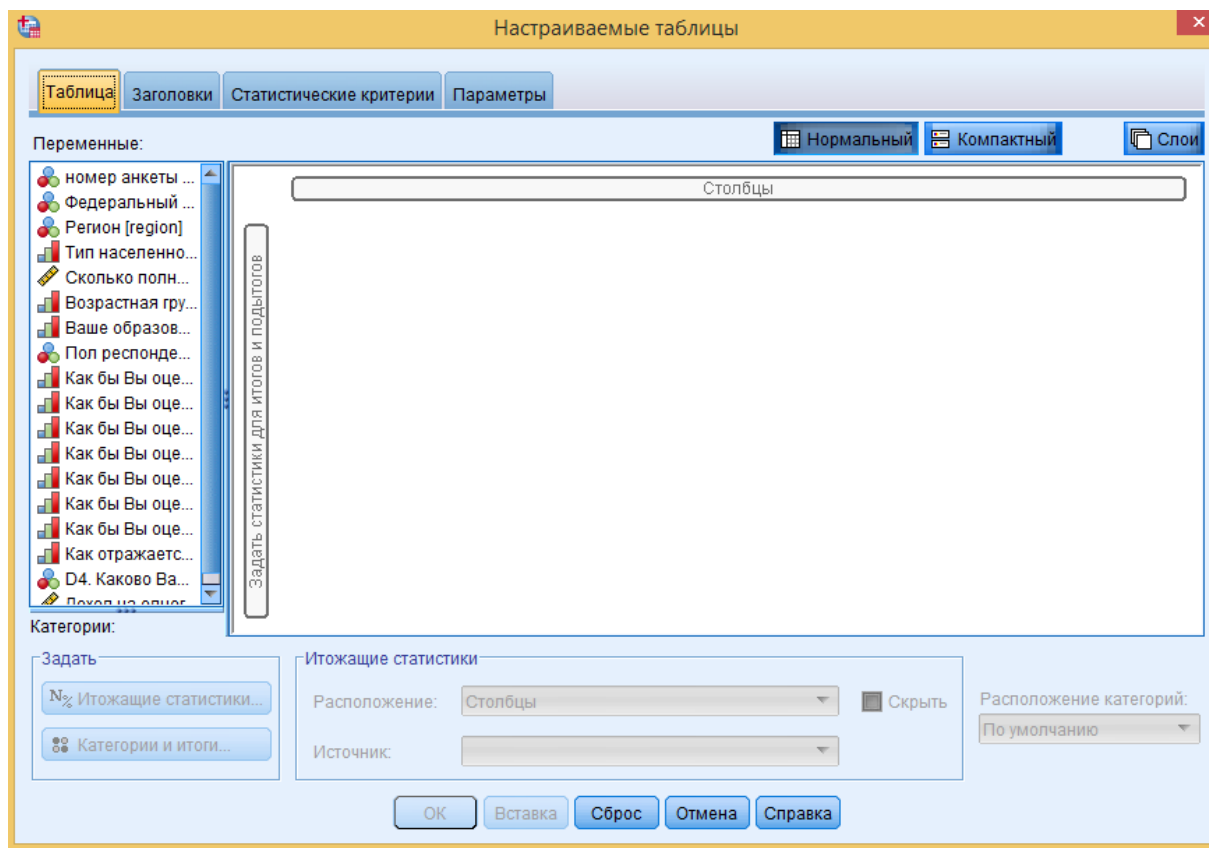 Настраиваемые таблицы
Таблица Заголовки Статистические критерии Параметры
Переменные:
Нормальный Компактный Слои
номер анкеты ...
Федеральный ...
Регион [region]
Тип населенно...
Сколько полн...
Возрастная гру...
Ваше образов...
Пол респонде...
Как бы Вы оце...
Как бы Вы оце...
Как бы Вы оце...
Как бы Вы оце...
Как бы Вы оце...
Как бы Вы оце...
Как бы Вы оце...
Как отражаетс...
D4. Каково Ва...
Доход на одног
Столбцы
Задать статистики для итогов и подытогов
Категории:
Задать
N% Итожащие статистики...
Категории и итоги...
Итожащие статистики
Расположение: Столбцы Скрыть
Источник:
Расположение категорий:
По умолчанию
ОК Вставка Сброс Отмена Справка